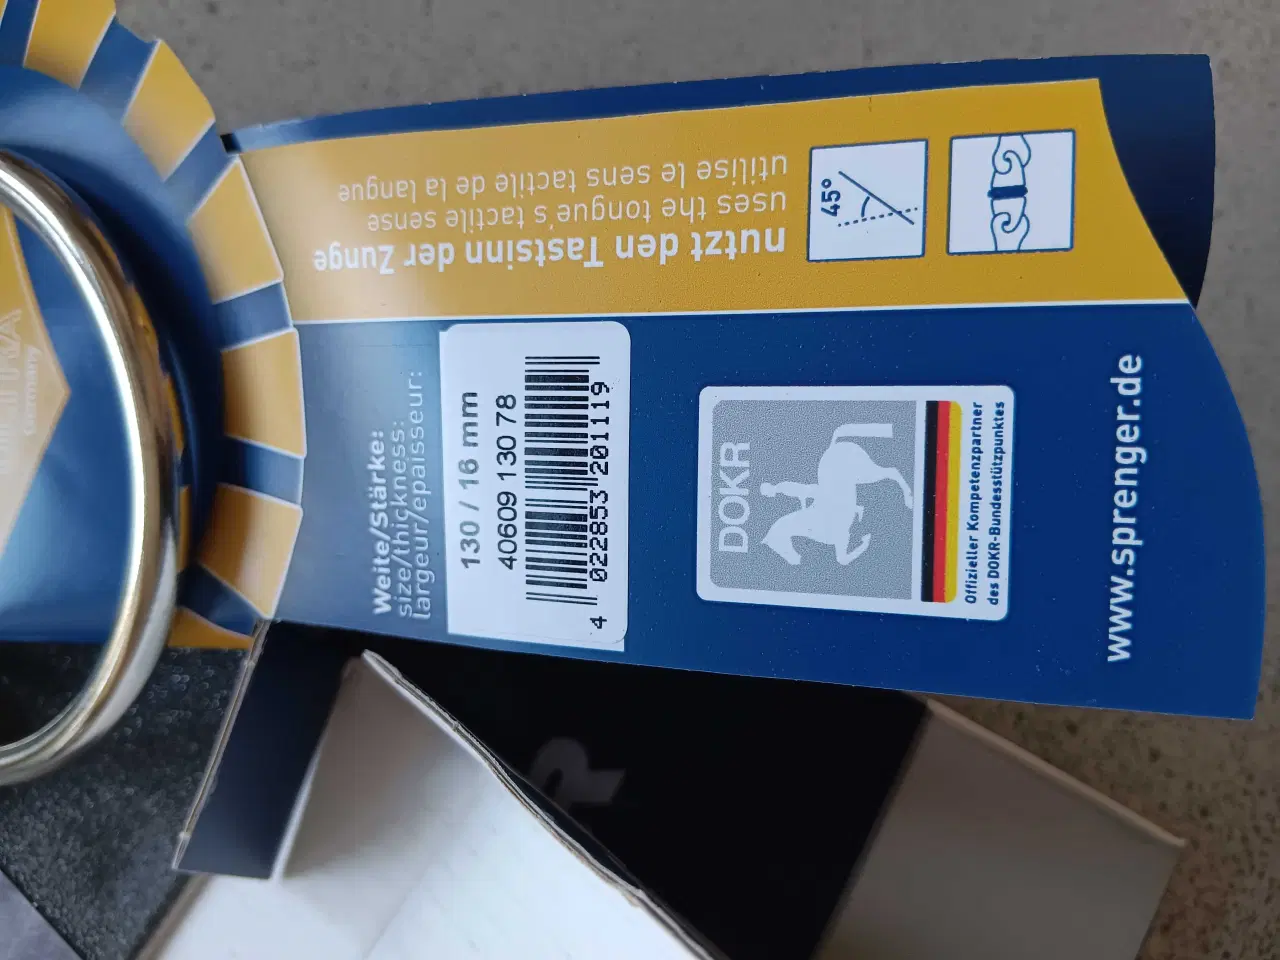 nutzt den Tastsinn der Zunge
uses the tongue's tactile sense
utilise le sens tactile de la langue
45°
Weite/Stärke:
size/thickness:
largeur/epaisseur:
130 / 16 mm
40609 130 78
4 022853 201119
DOKR
Offizieller Kompetenzpartner
des DOKR-Bundesstützpunktes
www.sprenger.de
Germany